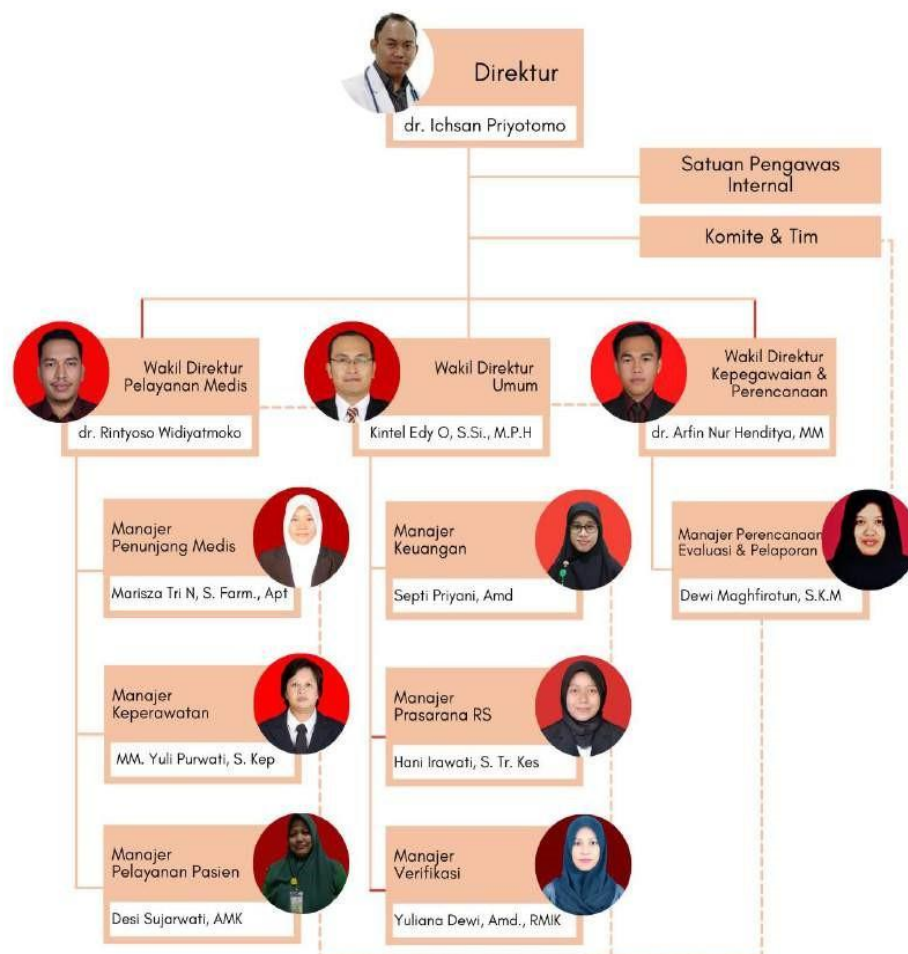 Direktur
dr. Ichsan Priyotomo
Satuan Pengawas
Internal
Komite & Tim
Wakil Direktur
Pelayanan Medis
dr. Rintyoso Widiyatmoko
Wakil Direktur
Umum
Kintel Edy O, S.Si., M.P.H
Wakil Direktur
Kepegawaian &
Perencanaan
dr. Arfin Nur Henditya, MM
Manajer
Penunjang Medis
Marisza Tri N, S. Farm., Apt
Manajer
Keuangan
Septi Priyani, Amd
Manajer Perencanaan
Evaluasi & Pelaporan
Dewi Maghfirotun, S.K.M
Manajer
Keperawatan
MM. Yuli Purwati, S. Kep
Manajer
Prasarana RS
Hani Irawati, S. Tr. Kes
Manajer
Pelayanan Pasien
Desi Sujarwati, AMK
Manajer
Verifikasi
Yuliana Dewi, Amd., RMIK